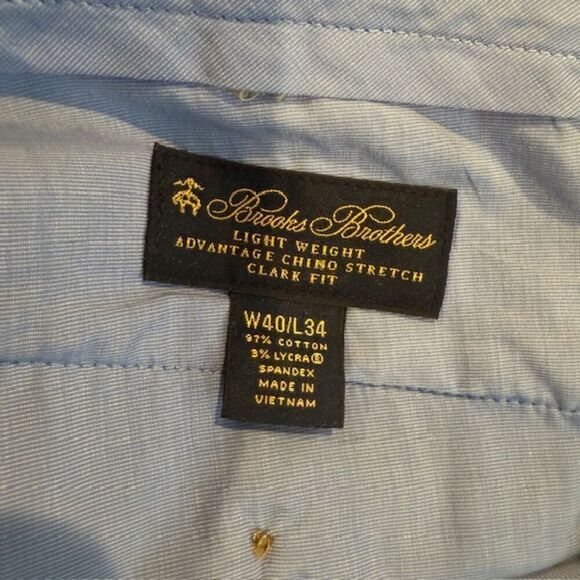 Brooks Brothers
LIGHT WEIGHT
ADVANTAGE CHINO STRETCH
CLARK FIT
W40/L34
97% COTTON
3% LYCRA®
SPANDEX
MADE IN
VIETNAM